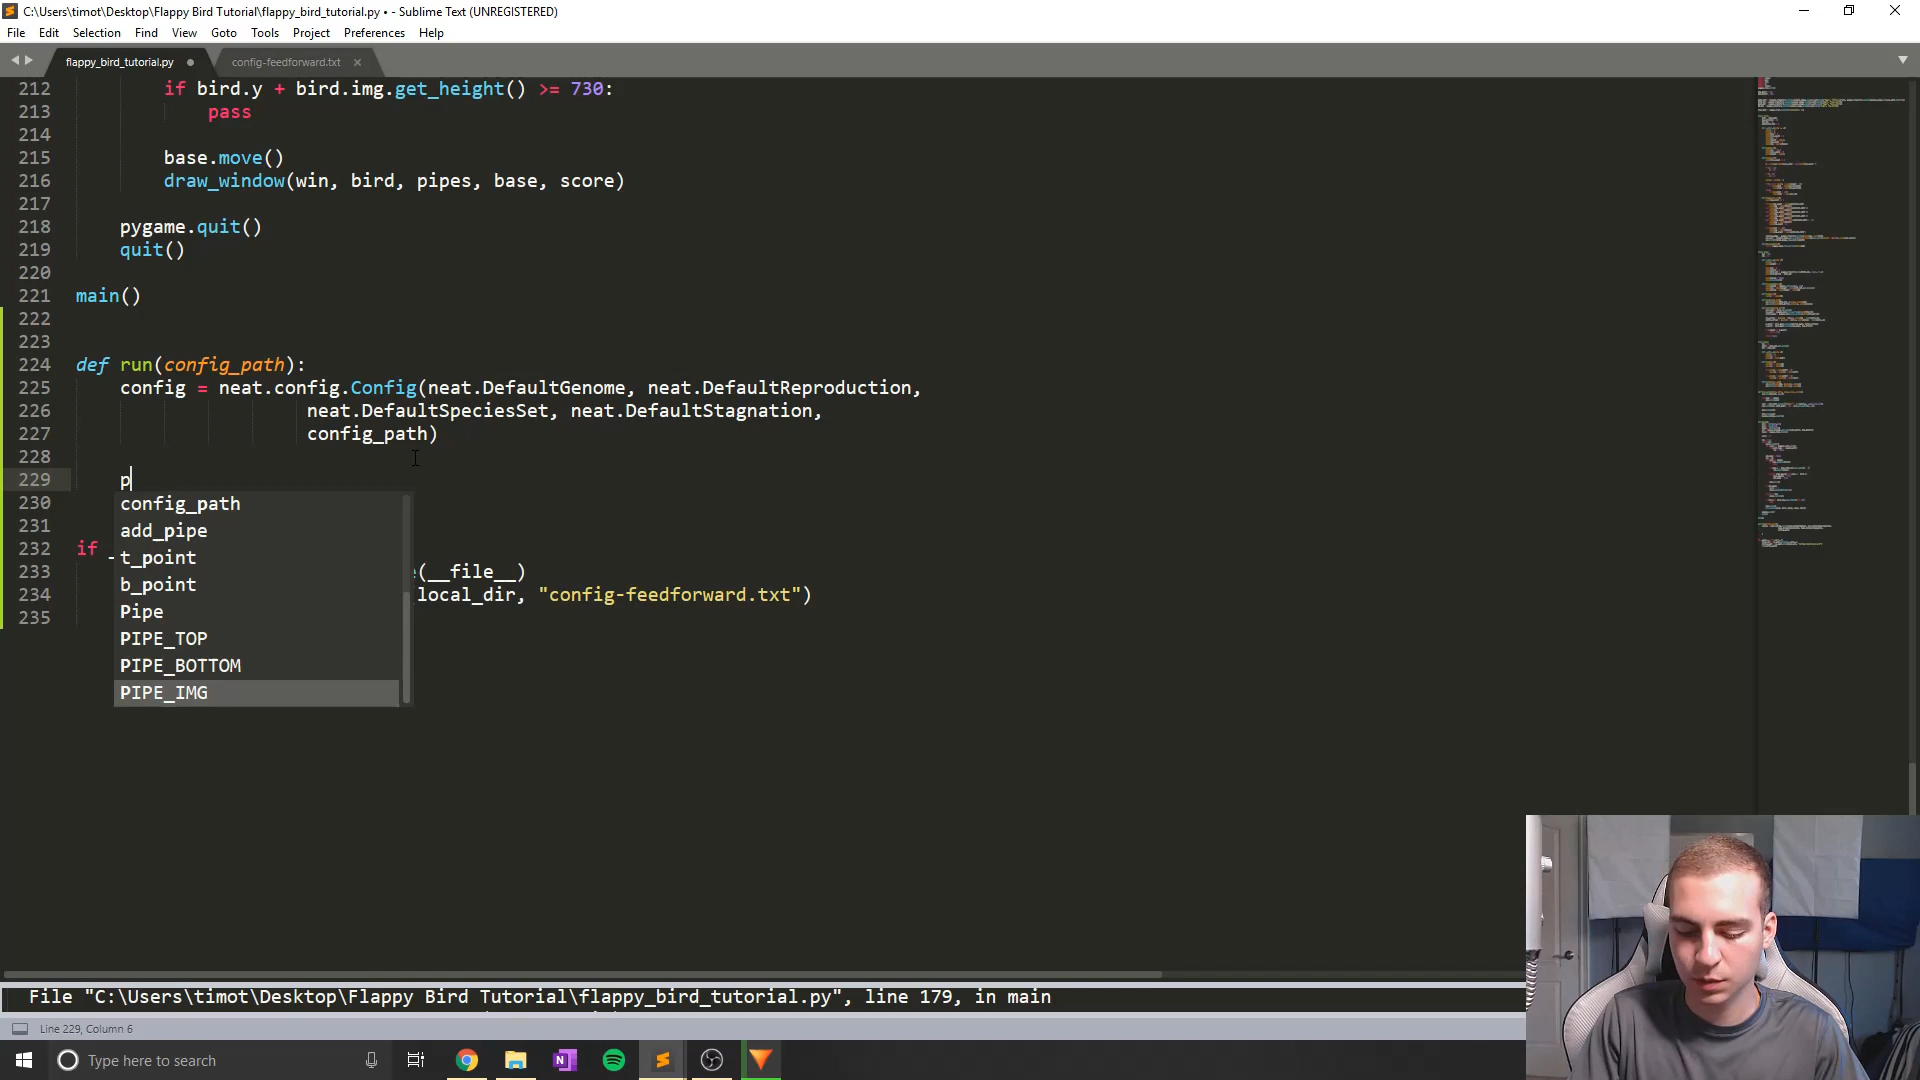 C:\Users\timot\Desktop\Flappy Bird Tutorial\flappy_bird_tutorial.py • - Sublime Text (UNREGISTERED)
File Edit Selection Find View Goto Tools Project Preferences Help
flappy_bird_tutorial.py config-feedforward.txt
212 if bird.y + bird.img.get_height() >= 730:
213 pass
214
215 base.move()
216 draw_window(win, bird, pipes, base, score)
217
218 pygame.quit()
219 quit()
220
221 main()
222
223
224 def run(config_path):
225 config = neat.config.Config(neat.DefaultGenome, neat.DefaultReproduction,
226 neat.DefaultSpeciesSet, neat.DefaultStagnation,
227 config_path)
228
229 p
230 config_path
231 add_pipe
232 if _ t_point
233 b_point (__file__)
234 Pipe local_dir, "config-feedforward.txt")
235
PIPE_TOP
PIPE_BOTTOM
PIPE_IMG
File "C:\Users\timot\Desktop\Flappy Bird Tutorial\flappy_bird_tutorial.py", line 179, in main
Line 229, Column 6
Type here to search